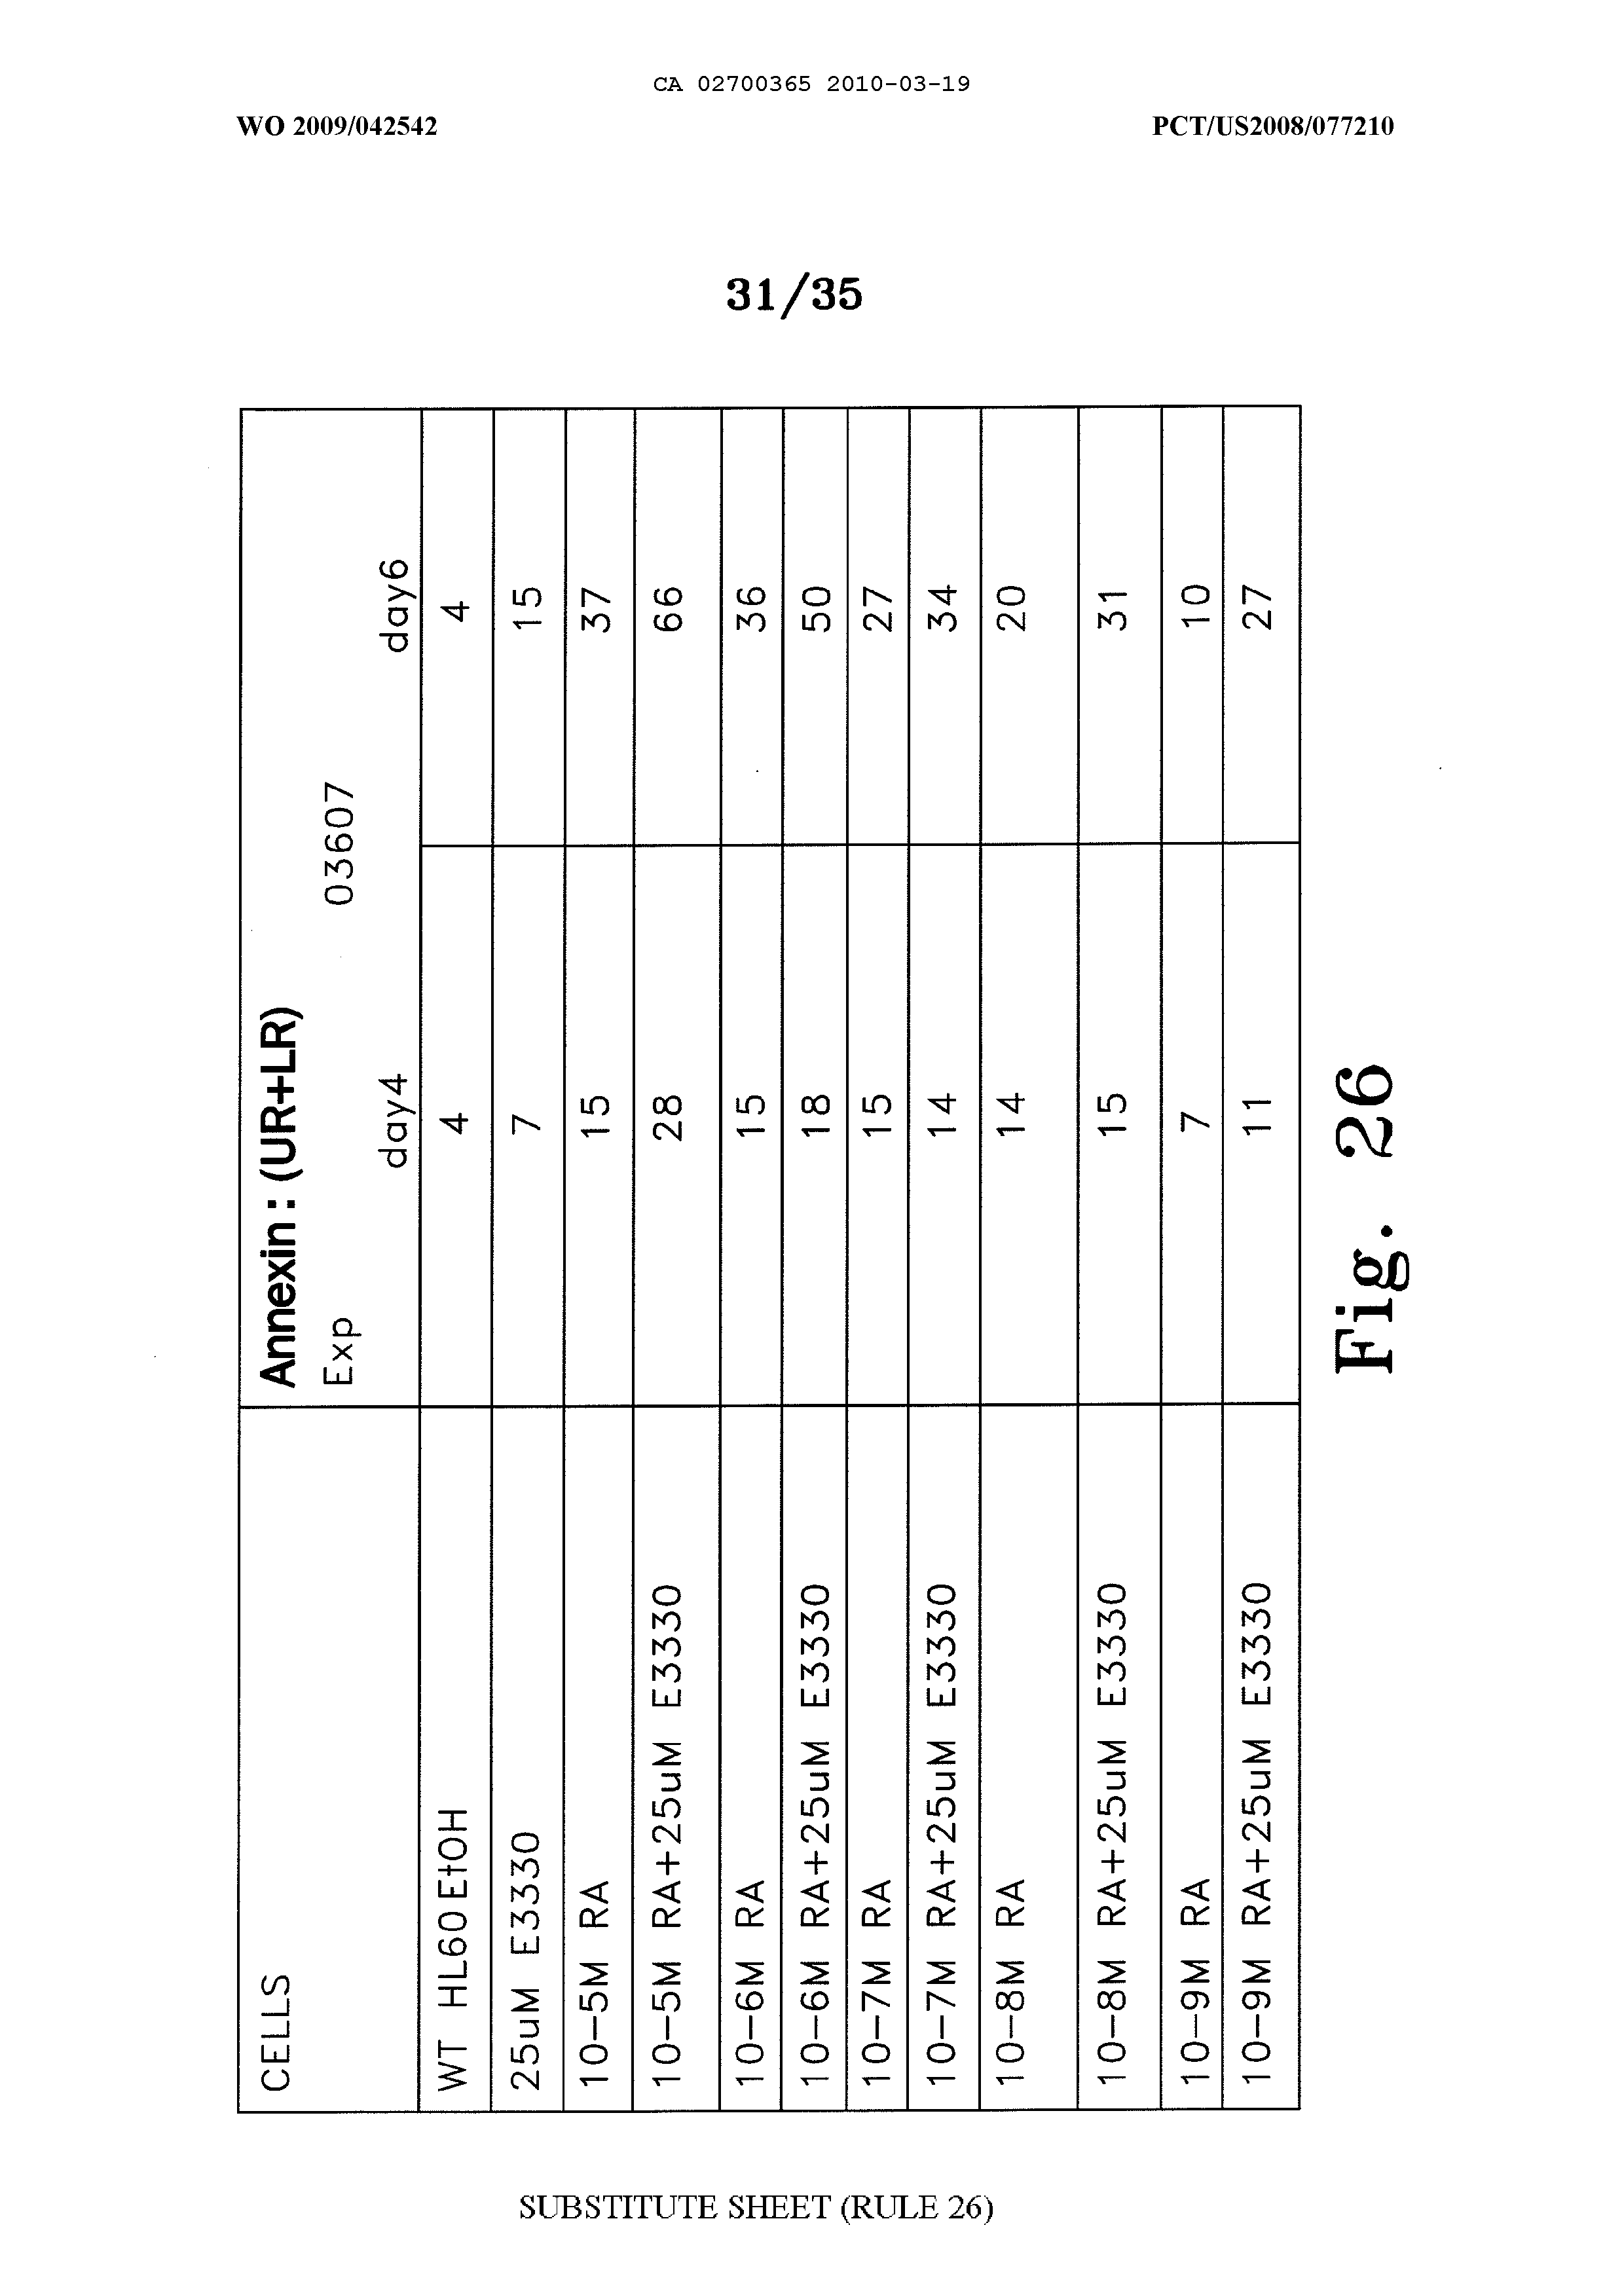 CA 02700365 2010-03-19
WO 2009/042542 PCT/US2008/077210
31/35
CELLS Annexin: (UR+LR)
Exp 03607
day4 day6
WT HL60EtOH 4 4
25uM E3330 7 15
10-5M RA 15 37
10-5M RA+25uM E3330 28 66
10-6M RA 15 36
10-6M RA+25uM E3330 18 50
10-7M RA 15 27
10-7M RA+25uM E3330 14 34
10-8M RA 14 20
10-8M RA+25uM E3330 15 31
10-9M RA 7 10
10-9M RA+25uM E3330 11 27
Fig. 26
SUBSTITUTE SHEET (RULE 26)